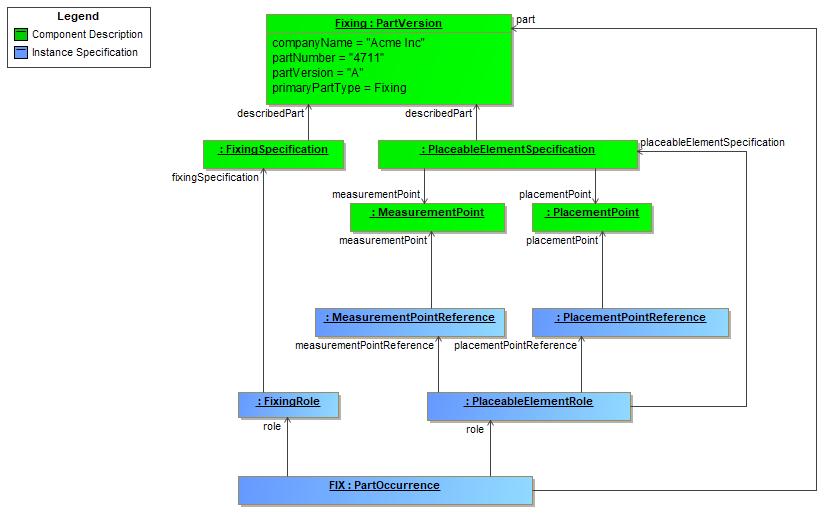 Legend
Component Description
Instance Specification
Fixing : PartVersion
companyName = "Acme Inc"
partNumber = "4711"
partVersion = "A"
primaryPartType = Fixing
part
describedPart
describedPart
: FixingSpecification
: PlaceableElementSpecification
placeableElementSpecification
fixingSpecification
measurementPoint
placementPoint
: MeasurementPoint
: PlacementPoint
measurementPoint
placementPoint
: MeasurementPointReference
: PlacementPointReference
measurementPointReference
placementPointReference
: FixingRole
: PlaceableElementRole
role
role
FIX : PartOccurrence